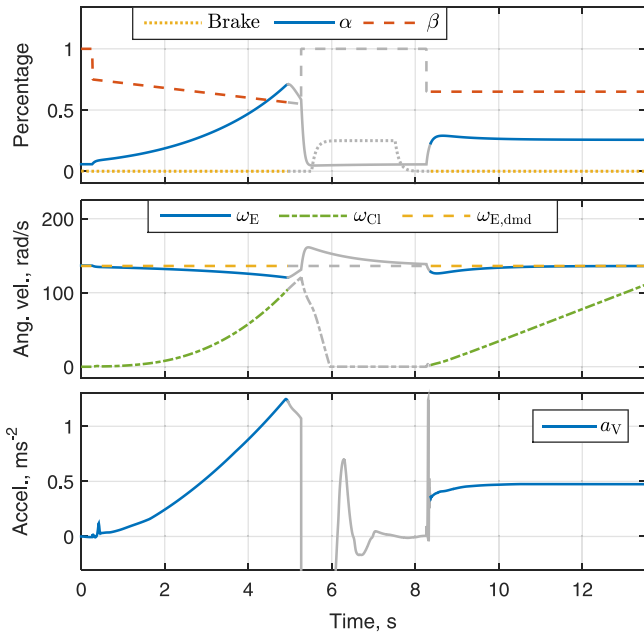 Brake α β
Percentage
1
0.5
0
ω_E ω_Cl ω_E,dmd
Ang. vel., rad/s
200
100
0
a_V
Accel., ms⁻²
1
0.5
0
0 2 4 6 8 10 12
Time, s